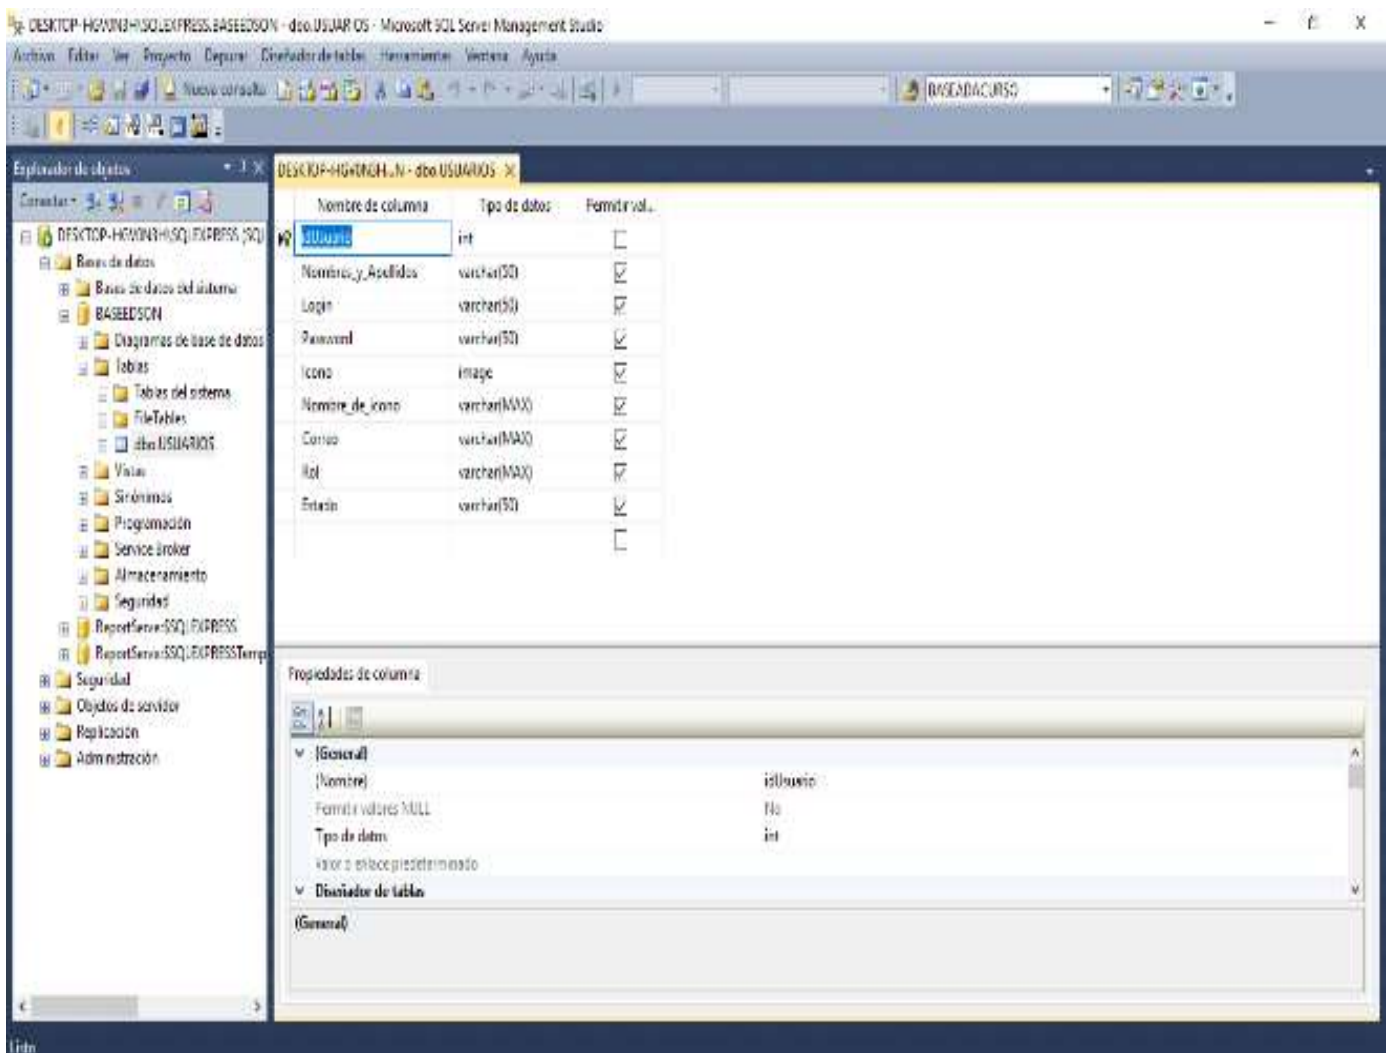 DESKTOP-HGVVIN3H\SQLEXPRESS.BASEEDSON - dbo.USUARIOS - Microsoft SQL Server Management Studio
Archivo Editar Ver Proyecto Depurar Diseñador de tablas Herramientas Ventana Ayuda
Nueva consulta
BASEADACURSO
Explorador de objetos
DESKTOP-HGVVIN3H...N - dbo.USUARIOS
Conectar
Nombre de columna Tipo de datos Permitir val...
idUsuario int
Nombres_y_Apellidos varchar(50)
Login varchar(50)
Password varchar(50)
Icono image
Nombre_de_icono varchar(MAX)
Correo varchar(MAX)
Rol varchar(MAX)
Estado varchar(50)
\SQLEXPRESS (SQL
Bases de datos
Bases de datos del sistema
BASEEDSON
Diagramas de base de datos
Tablas
Tablas del sistema
FileTables
dbo.USUARIOS
Vistas
Sinónimos
Programación
Service Broker
Almacenamiento
Seguridad
ReportServer$SQLEXPRESS
ReportServer$SQLEXPRESSTemp
Seguridad
Objetos de servidor
Replicación
Administración
Propiedades de columna
(General)
(Nombre) idUsuario
Permitir valores NULL No
Tipo de datos int
Valor o enlace predeterminado
Diseñador de tablas
(General)
Listo